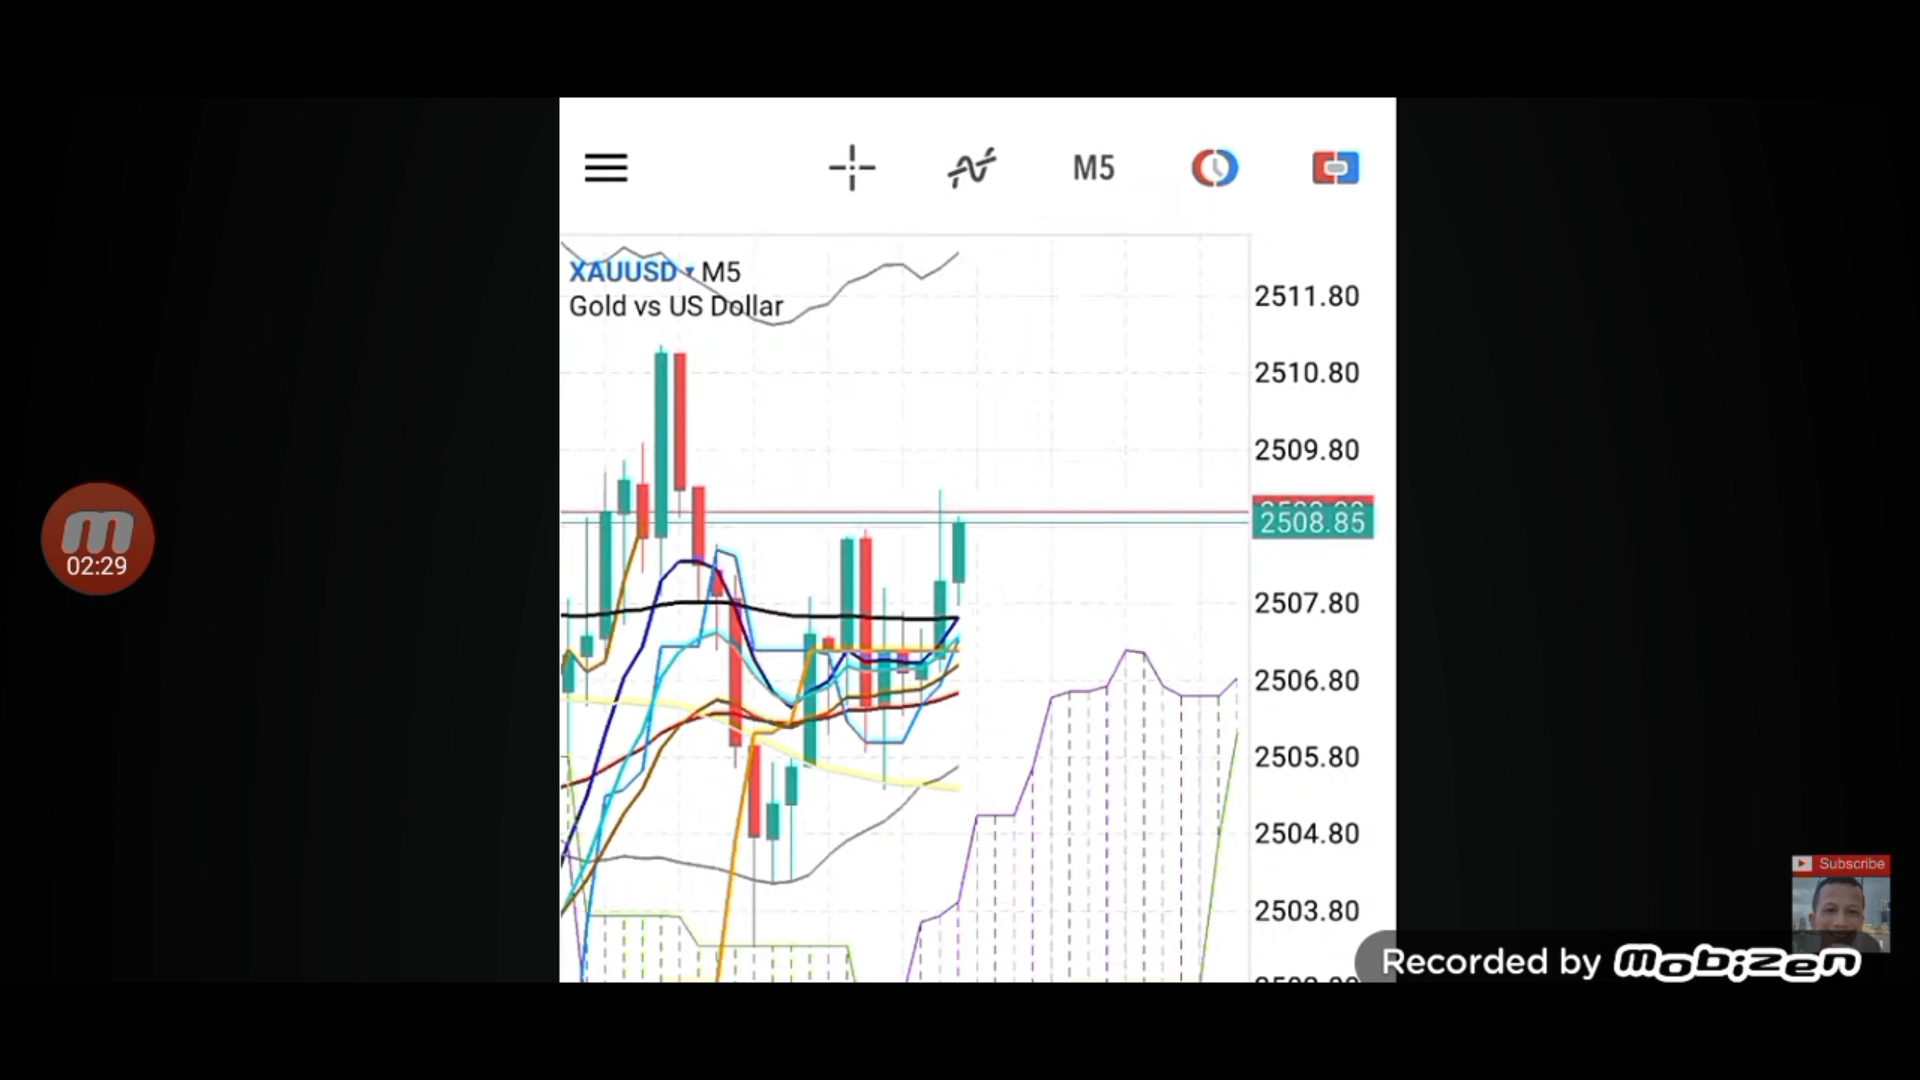 M5
XAUUSD M5
Gold vs US Dollar
2511.80
2510.80
2509.80
2508.85
2507.80
2506.80
2505.80
2504.80
2503.80
02:29
Subscribe
Recorded by Mobizen